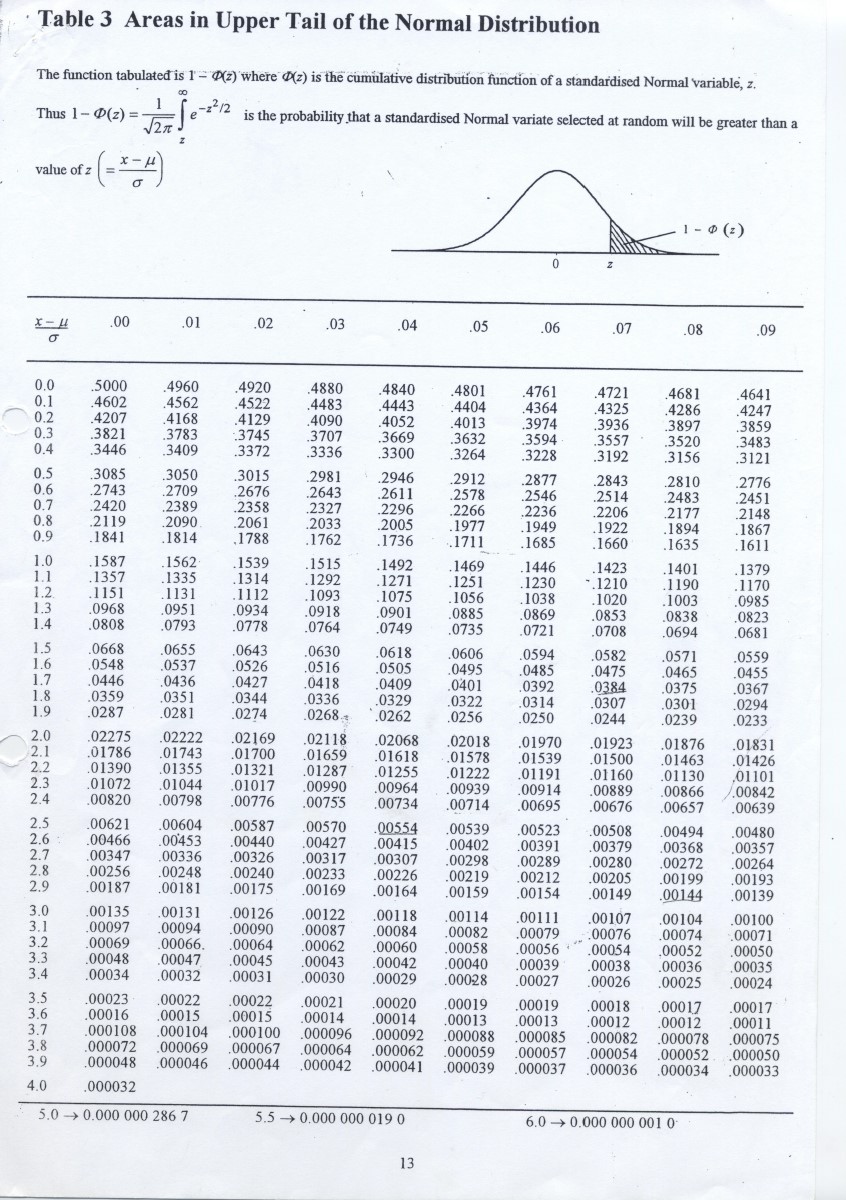 Table 3 Areas in Upper Tail of the Normal Distribution
The function tabulated is 1 − Φ(z) where Φ(z) is the cumulative distribution function of a standardised Normal variable, z.
Thus 1 − Φ(z) = 1/√2π ∫ z ∞ e^−z²/2 is the probability that a standardised Normal variate selected at random will be greater than a
value of z ( = x − μ / σ )
1 - Φ (z)
0 z
x − μ / σ .00 .01 .02 .03 .04 .05 .06 .07 .08 .09
0.0 .5000 .4960 .4920 .4880 .4840 .4801 .4761 .4721 .4681 .4641
0.1 .4602 .4562 .4522 .4483 .4443 .4404 .4364 .4325 .4286 .4247
0.2 .4207 .4168 .4129 .4090 .4052 .4013 .3974 .3936 .3897 .3859
0.3 .3821 .3783 .3745 .3707 .3669 .3632 .3594 .3557 .3520 .3483
0.4 .3446 .3409 .3372 .3336 .3300 .3264 .3228 .3192 .3156 .3121
0.5 .3085 .3050 .3015 .2981 .2946 .2912 .2877 .2843 .2810 .2776
0.6 .2743 .2709 .2676 .2643 .2611 .2578 .2546 .2514 .2483 .2451
0.7 .2420 .2389 .2358 .2327 .2296 .2266 .2236 .2206 .2177 .2148
0.8 .2119 .2090 .2061 .2033 .2005 .1977 .1949 .1922 .1894 .1867
0.9 .1841 .1814 .1788 .1762 .1736 .1711 .1685 .1660 .1635 .1611
1.0 .1587 .1562 .1539 .1515 .1492 .1469 .1446 .1423 .1401 .1379
1.1 .1357 .1335 .1314 .1292 .1271 .1251 .1230 .1210 .1190 .1170
1.2 .1151 .1131 .1112 .1093 .1075 .1056 .1038 .1020 .1003 .0985
1.3 .0968 .0951 .0934 .0918 .0901 .0885 .0869 .0853 .0838 .0823
1.4 .0808 .0793 .0778 .0764 .0749 .0735 .0721 .0708 .0694 .0681
1.5 .0668 .0655 .0643 .0630 .0618 .0606 .0594 .0582 .0571 .0559
1.6 .0548 .0537 .0526 .0516 .0505 .0495 .0485 .0475 .0465 .0455
1.7 .0446 .0436 .0427 .0418 .0409 .0401 .0392 .0384 .0375 .0367
1.8 .0359 .0351 .0344 .0336 .0329 .0322 .0314 .0307 .0301 .0294
1.9 .0287 .0281 .0274 .0268 .0262 .0256 .0250 .0244 .0239 .0233
2.0 .02275 .02222 .02169 .02118 .02068 .02018 .01970 .01923 .01876 .01831
2.1 .01786 .01743 .01700 .01659 .01618 .01578 .01539 .01500 .01463 .01426
2.2 .01390 .01355 .01321 .01287 .01255 .01222 .01191 .01160 .01130 .01101
2.3 .01072 .01044 .01017 .00990 .00964 .00939 .00914 .00889 .00866 .00842
2.4 .00820 .00798 .00776 .00755 .00734 .00714 .00695 .00676 .00657 .00639
2.5 .00621 .00604 .00587 .00570 .00554 .00539 .00523 .00508 .00494 .00480
2.6 .00466 .00453 .00440 .00427 .00415 .00402 .00391 .00379 .00368 .00357
2.7 .00347 .00336 .00326 .00317 .00307 .00298 .00289 .00280 .00272 .00264
2.8 .00256 .00248 .00240 .00233 .00226 .00219 .00212 .00205 .00199 .00193
2.9 .00187 .00181 .00175 .00169 .00164 .00159 .00154 .00149 .00144 .00139
3.0 .00135 .00131 .00126 .00122 .00118 .00114 .00111 .00107 .00104 .00100
3.1 .00097 .00094 .00090 .00087 .00084 .00082 .00079 .00076 .00074 .00071
3.2 .00069 .00066 .00064 .00062 .00060 .00058 .00056 .00054 .00052 .00050
3.3 .00048 .00047 .00045 .00043 .00042 .00040 .00039 .00038 .00036 .00035
3.4 .00034 .00032 .00031 .00030 .00029 .00028 .00027 .00026 .00025 .00024
3.5 .00023 .00022 .00022 .00021 .00020 .00019 .00019 .00018 .00017 .00017
3.6 .00016 .00015 .00015 .00014 .00014 .00013 .00013 .00012 .00012 .00011
3.7 .000108 .000104 .000100 .000096 .000092 .000088 .000085 .000082 .000078 .000075
3.8 .000072 .000069 .000067 .000064 .000062 .000059 .000057 .000054 .000052 .000050
3.9 .000048 .000046 .000044 .000042 .000041 .000039 .000037 .000036 .000034 .000033
4.0 .000032
5.0 → 0.000 000 286 7 5.5 → 0.000 000 019 0 6.0 → 0.000 000 001 0
13